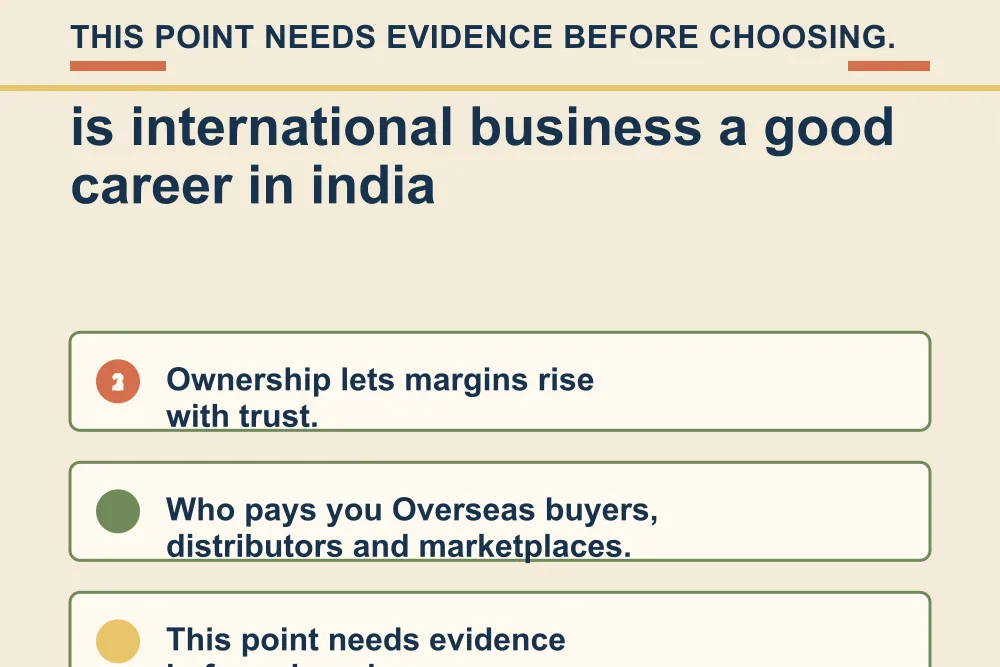 THIS POINT NEEDS EVIDENCE BEFORE CHOOSING.
is international business a good
career in india
Ownership lets margins rise
with trust.
Who pays you Overseas buyers,
distributors and marketplaces.
This point needs evidence